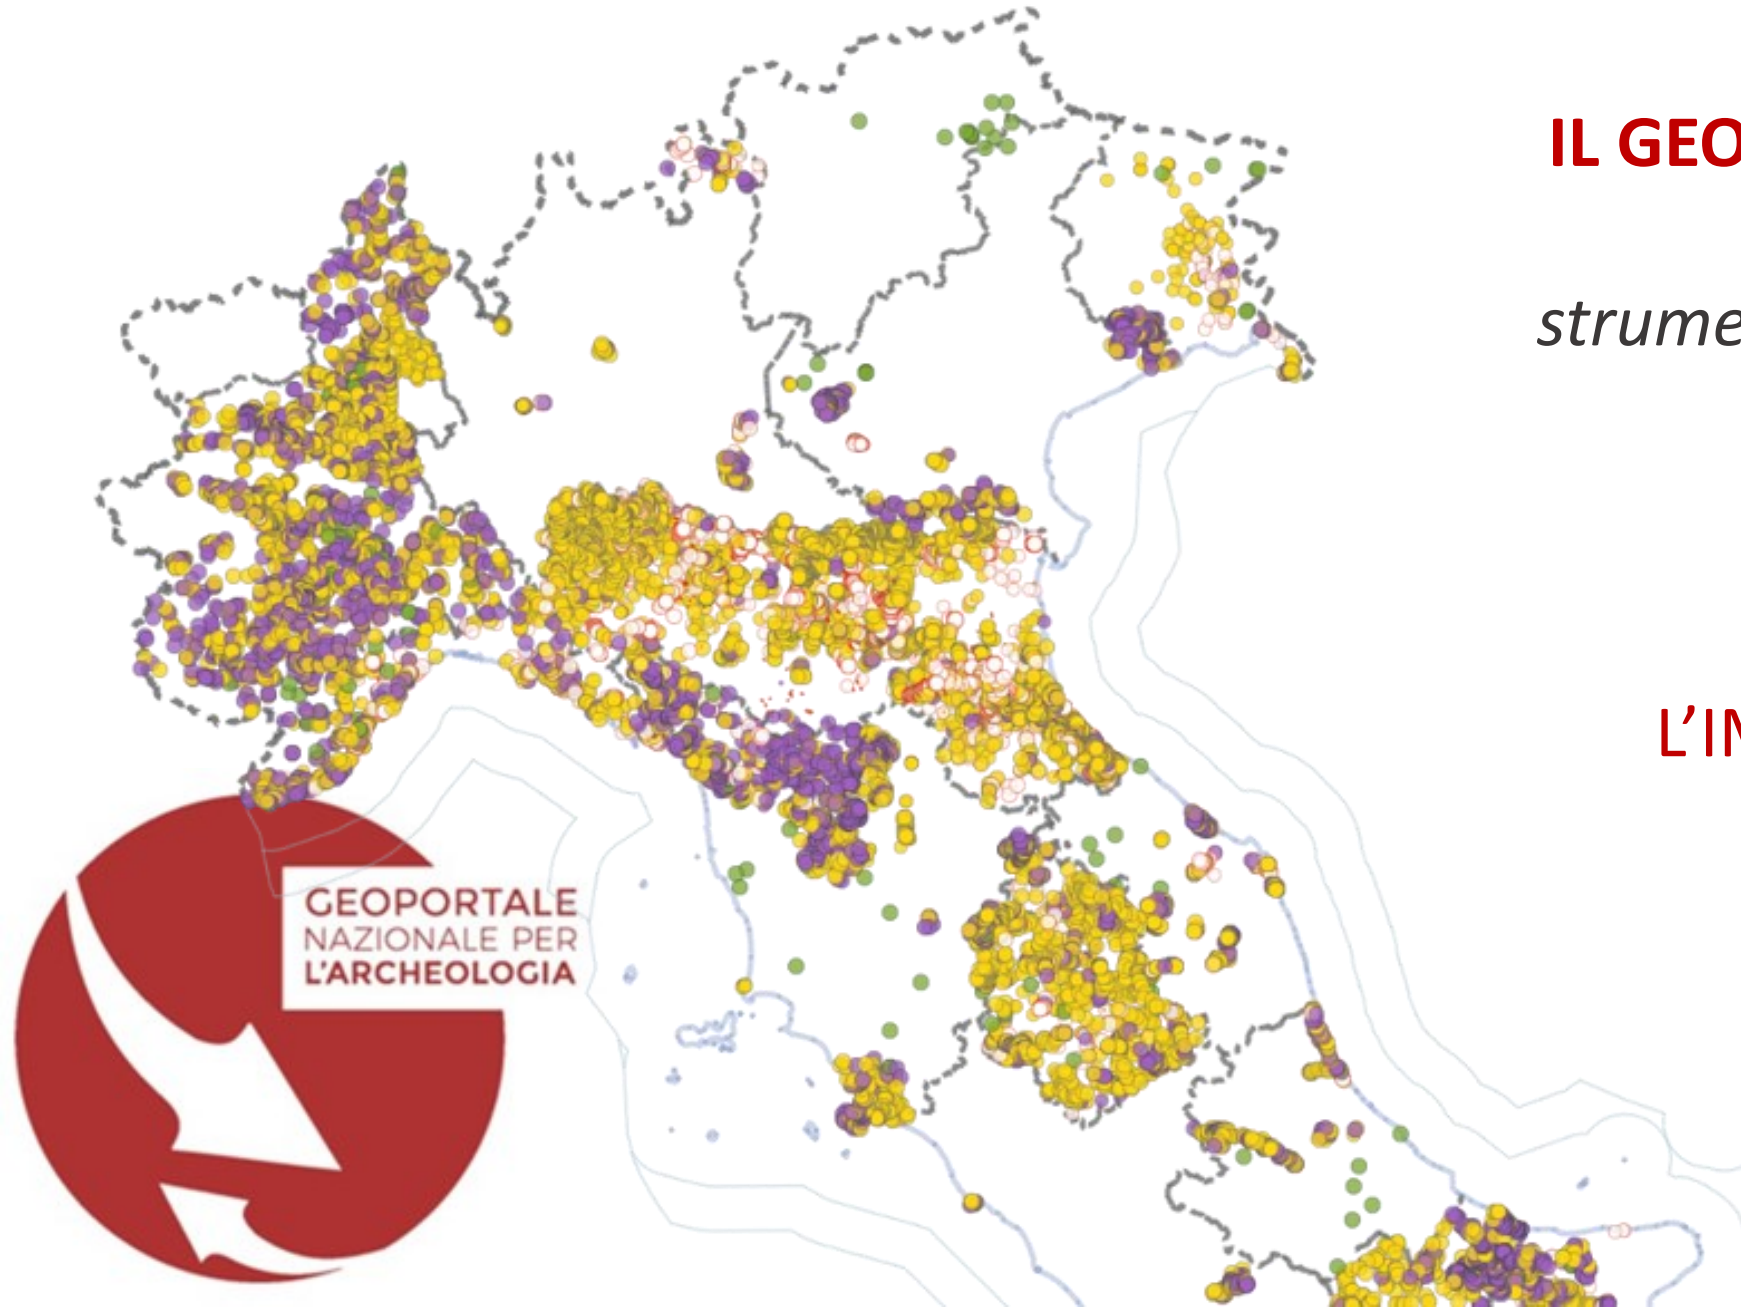 IL GEO
strume
L’IN
GEOPORTALE
NAZIONALE PER
L'ARCHEOLOGIA